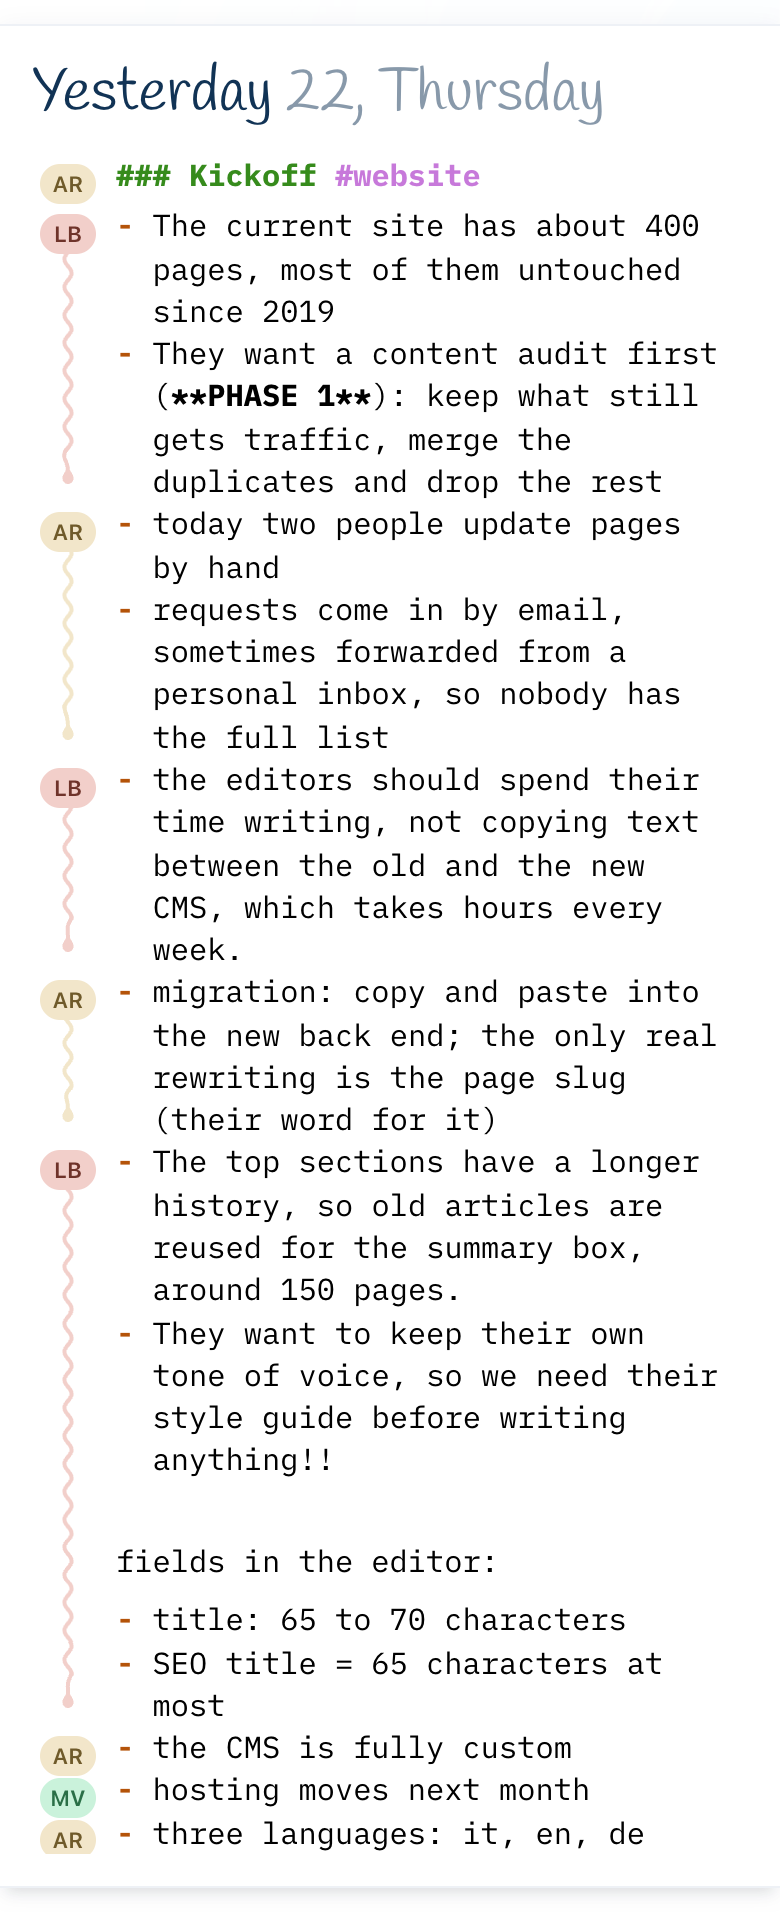 Yesterday 22, Thursday
AR ### Kickoff #website
LB - The current site has about 400
pages, most of them untouched
since 2019
- They want a content audit first
(**PHASE 1**): keep what still
gets traffic, merge the
duplicates and drop the rest
AR - today two people update pages
by hand
- requests come in by email,
sometimes forwarded from a
personal inbox, so nobody has
the full list
LB - the editors should spend their
time writing, not copying text
between the old and the new
CMS, which takes hours every
week.
AR - migration: copy and paste into
the new back end; the only real
rewriting is the page slug
(their word for it)
LB - The top sections have a longer
history, so old articles are
reused for the summary box,
around 150 pages.
- They want to keep their own
tone of voice, so we need their
style guide before writing
anything!!
fields in the editor:
- title: 65 to 70 characters
- SEO title = 65 characters at
most
AR - the CMS is fully custom
MV - hosting moves next month
AR - three languages: it, en, de